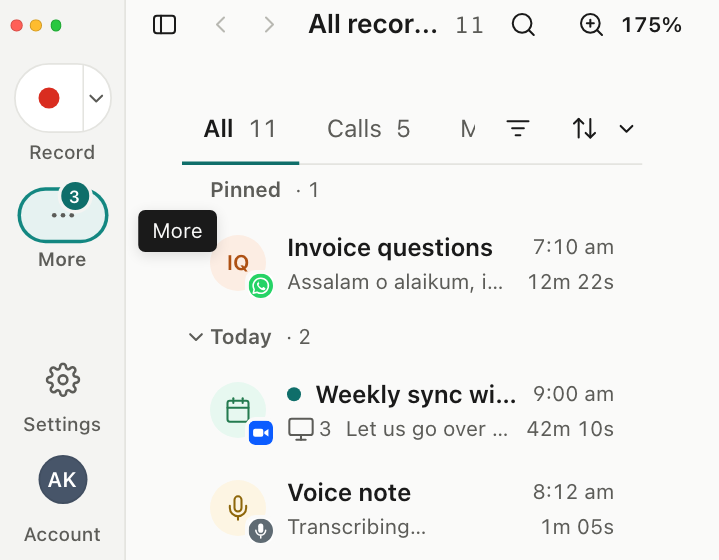 All recor... 11 175%
Record
3
More
More
Settings
AK
Account
All 11 Calls 5 M
Pinned · 1
IQ Invoice questions 7:10 am
Assalam o alaikum, i... 12m 22s
Today · 2
Weekly sync wi... 9:00 am
3 Let us go over ... 42m 10s
Voice note 8:12 am
Transcribing... 1m 05s